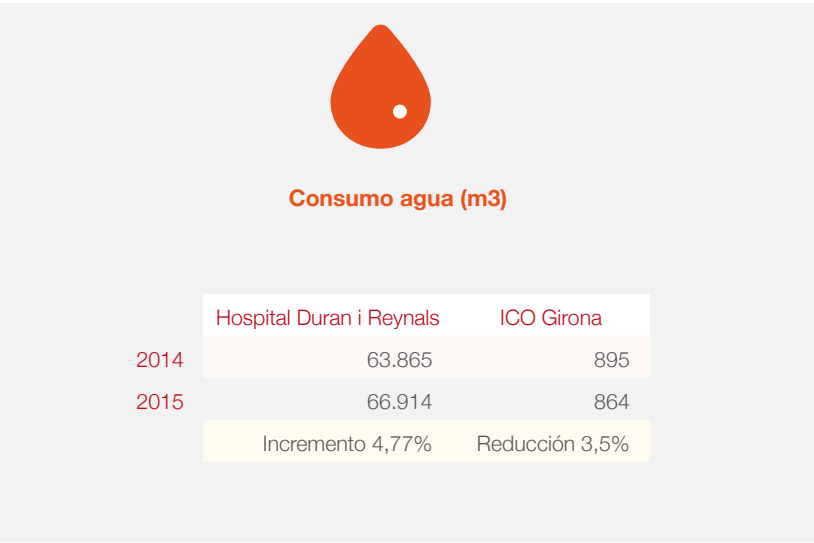 Consumo agua (m3)
Hospital Duran i Reynals ICO Girona
2014 63.865 895
2015 66.914 864
Incremento 4,77% Reducción 3,5%